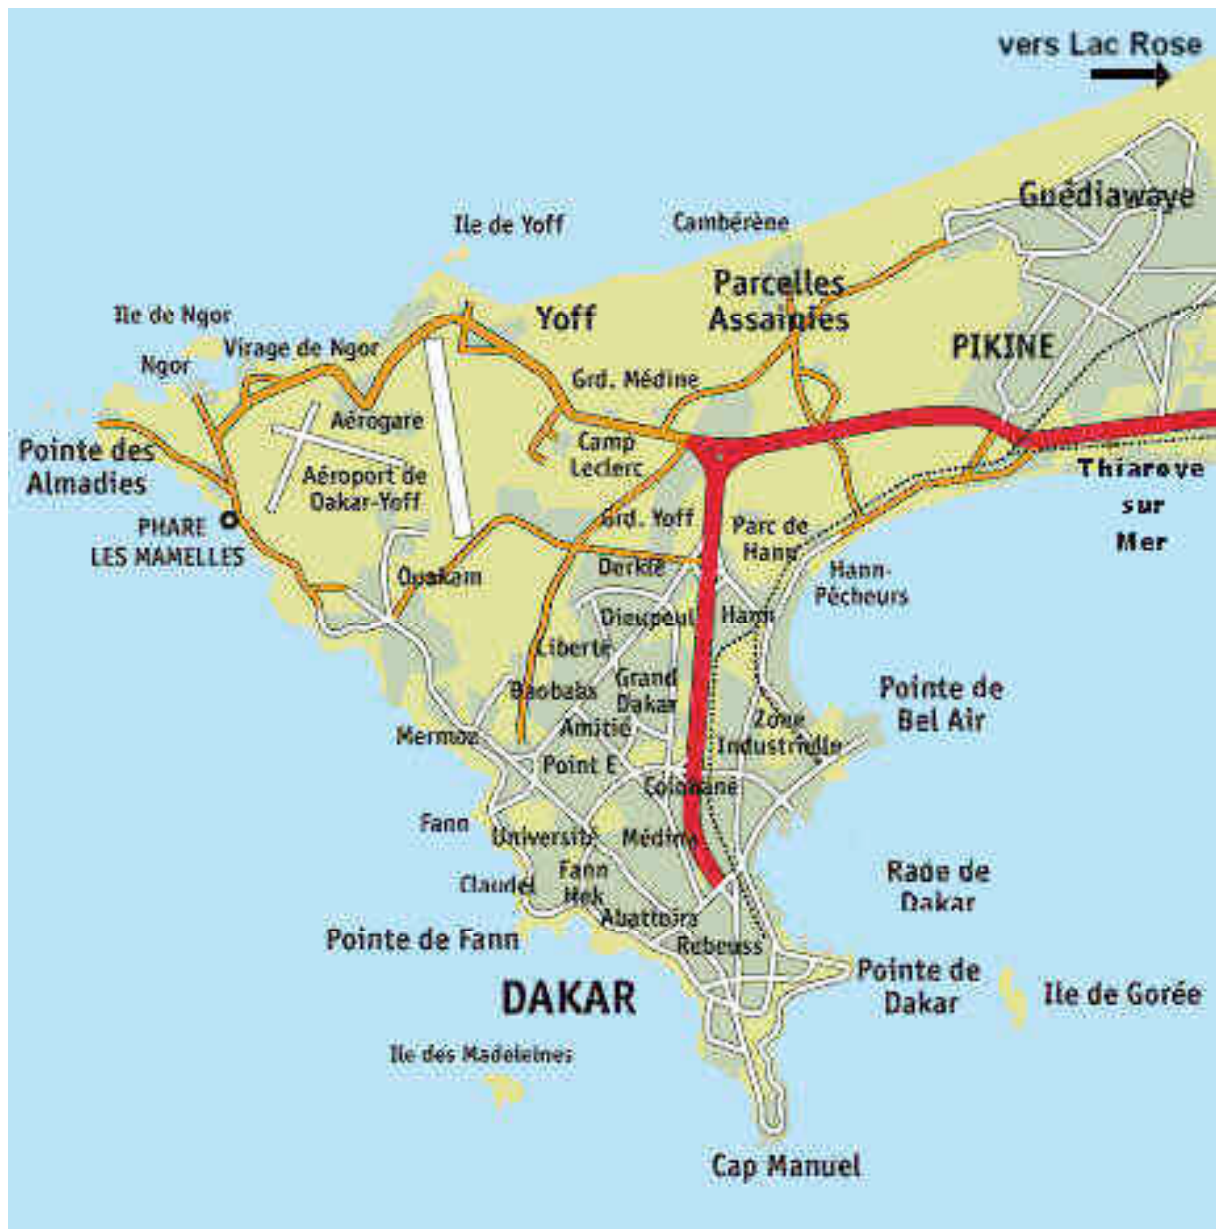 vers Lac Rose
Guédiawaye
Ile de Yoff
Cambérène
Parcelles
Assainies
Ile de Ngor
Yoff
Virage de Ngor
PIKINE
Ngor
Grd. Médine
Aérogare
Pointe des
Almadies
Camp
Leclerc
Aéroport de
Dakar-Yoff
Thiaroye
sur
Mer
PHARE
LES MAMELLES
Grd. Yoff
Parc de
Hann
Ouakam
Derklé
Hann-
Pêcheurs
Dieupeul
Hann
Liberté
Grand
Dakar
Baobabs
Pointe de
Bel Air
Amitié
Zone
Industrielle
Mermoz
Point E
Colobane
Fann
Université
Médina
Fann
Hok
Claudel
Rade de
Dakar
Abattoirs
Pointe de Fann
Rebeuss
Pointe de
Dakar
Ile de Gorée
DAKAR
Ile des Madeleines
Cap Manuel